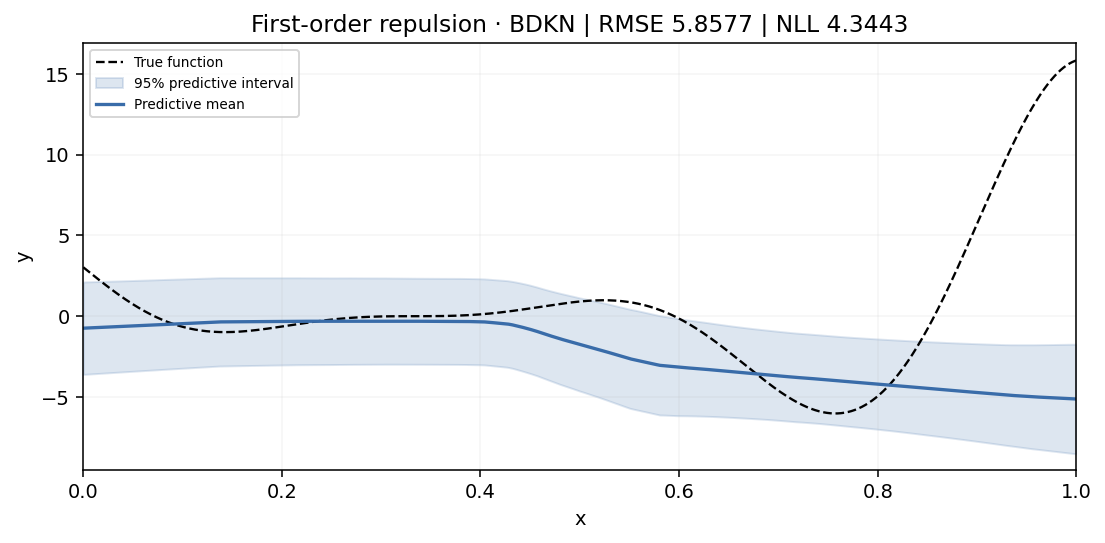 First-order repulsion · BDKN | RMSE 5.8577 | NLL 4.3443
True function
95% predictive interval
Predictive mean
15
10
5
0
−5
y
0.0 0.2 0.4 0.6 0.8 1.0
x